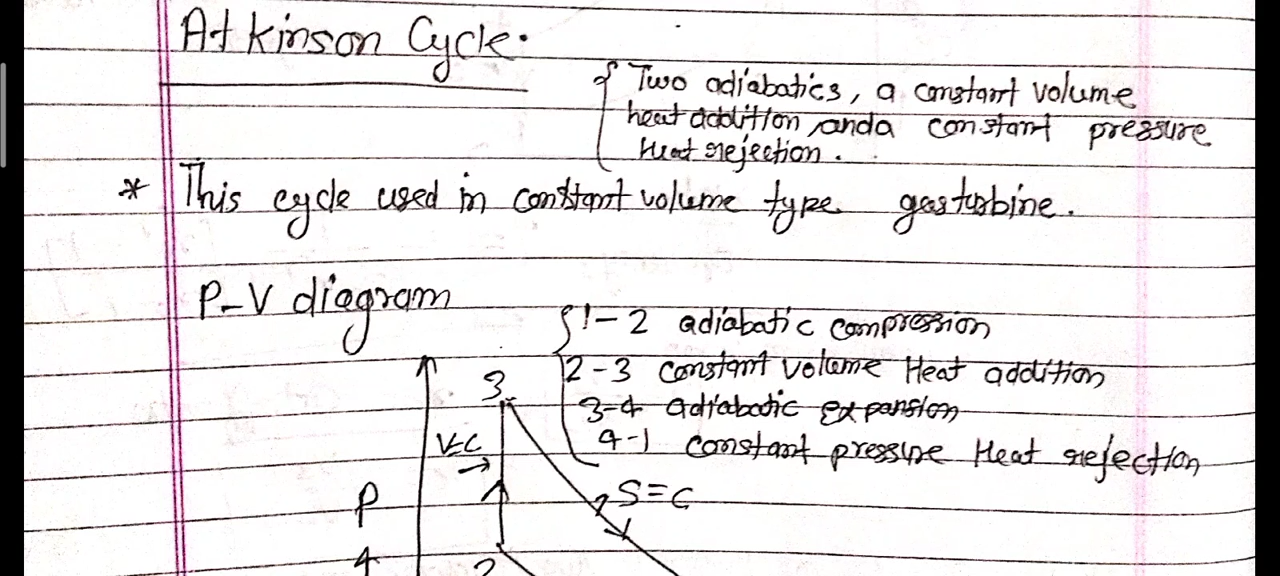 Atkinson Cycle.
{ Two adiabatics, a constant volume
heat addition, and a constant pressure
Heat rejection.
* This cycle used in constant volume type gas turbine.
P-V diagram
{ 1-2 adiabatic compression
2-3 constant volume Heat addition
3-4 adiabatic expansion
4-1 constant pressure Heat rejection
3
V=C
S=C
P
2